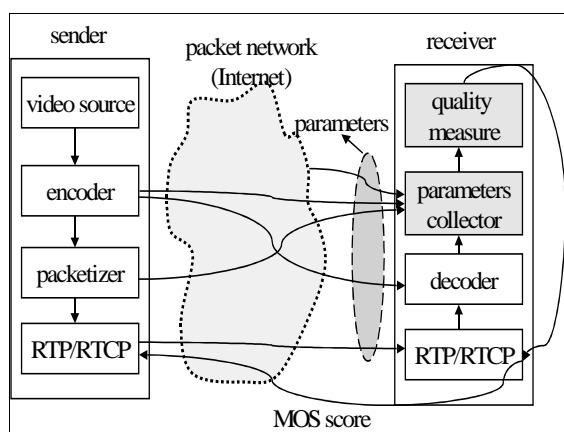 sender
packet network
(Internet)
receiver
video source
encoder
packetizer
RTP/RTCP
parameters
quality
measure
parameters
collector
decoder
RTP/RTCP
MOS score